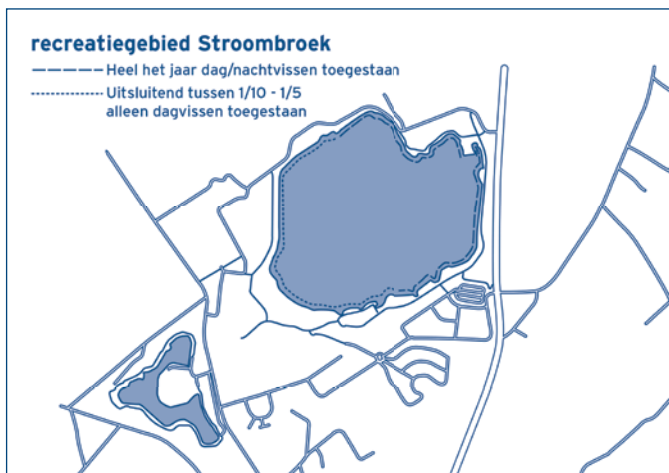 recreatiegebied Stroombroek
Heel het jaar dag/nachtvissen toegestaan
Uitsluitend tussen 1/10 - 1/5
alleen dagvissen toegestaan